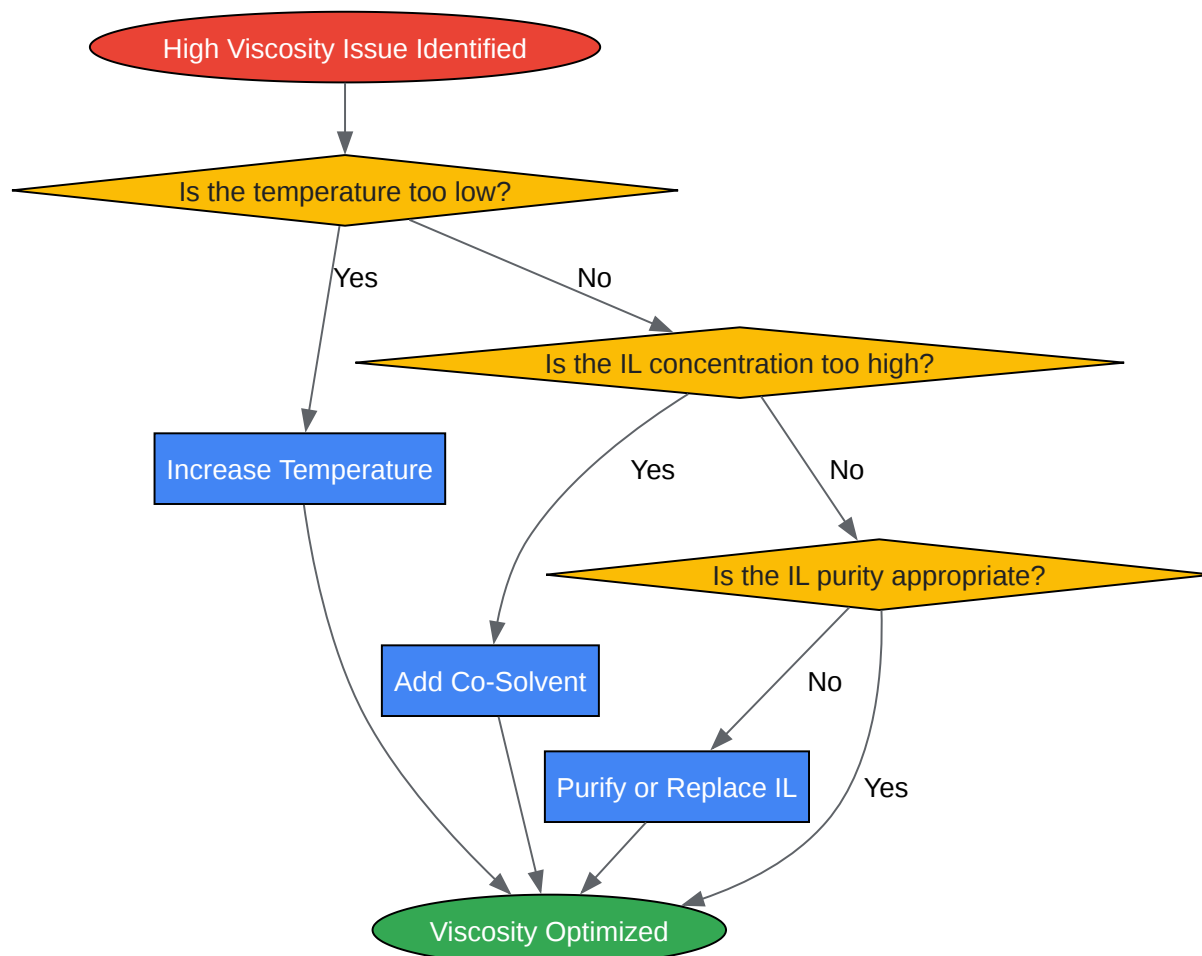 High Viscosity Issue Identified
Is the temperature too low?
Yes
No
Is the IL concentration too high?
Increase Temperature
Yes
No
Is the IL purity appropriate?
Add Co-Solvent
No
Purify or Replace IL
Yes
Viscosity Optimized